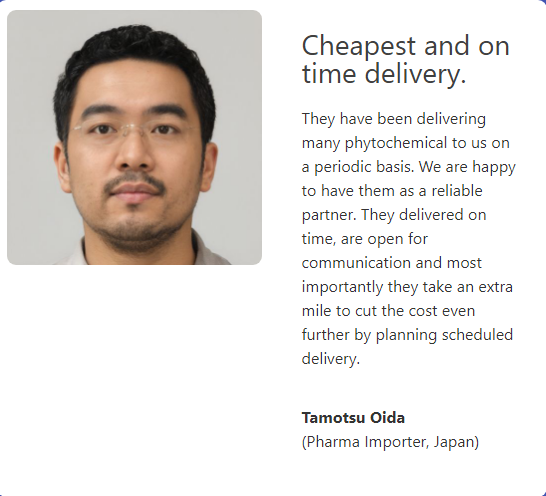 Cheapest and on
time delivery.
They have been delivering
many phytochemical to us on
a periodic basis. We are happy
to have them as a reliable
partner. They delivered on
time, are open for
communication and most
importantly they take an extra
mile to cut the cost even
further by planning scheduled
delivery.
Tamotsu Oida
(Pharma Importer, Japan)